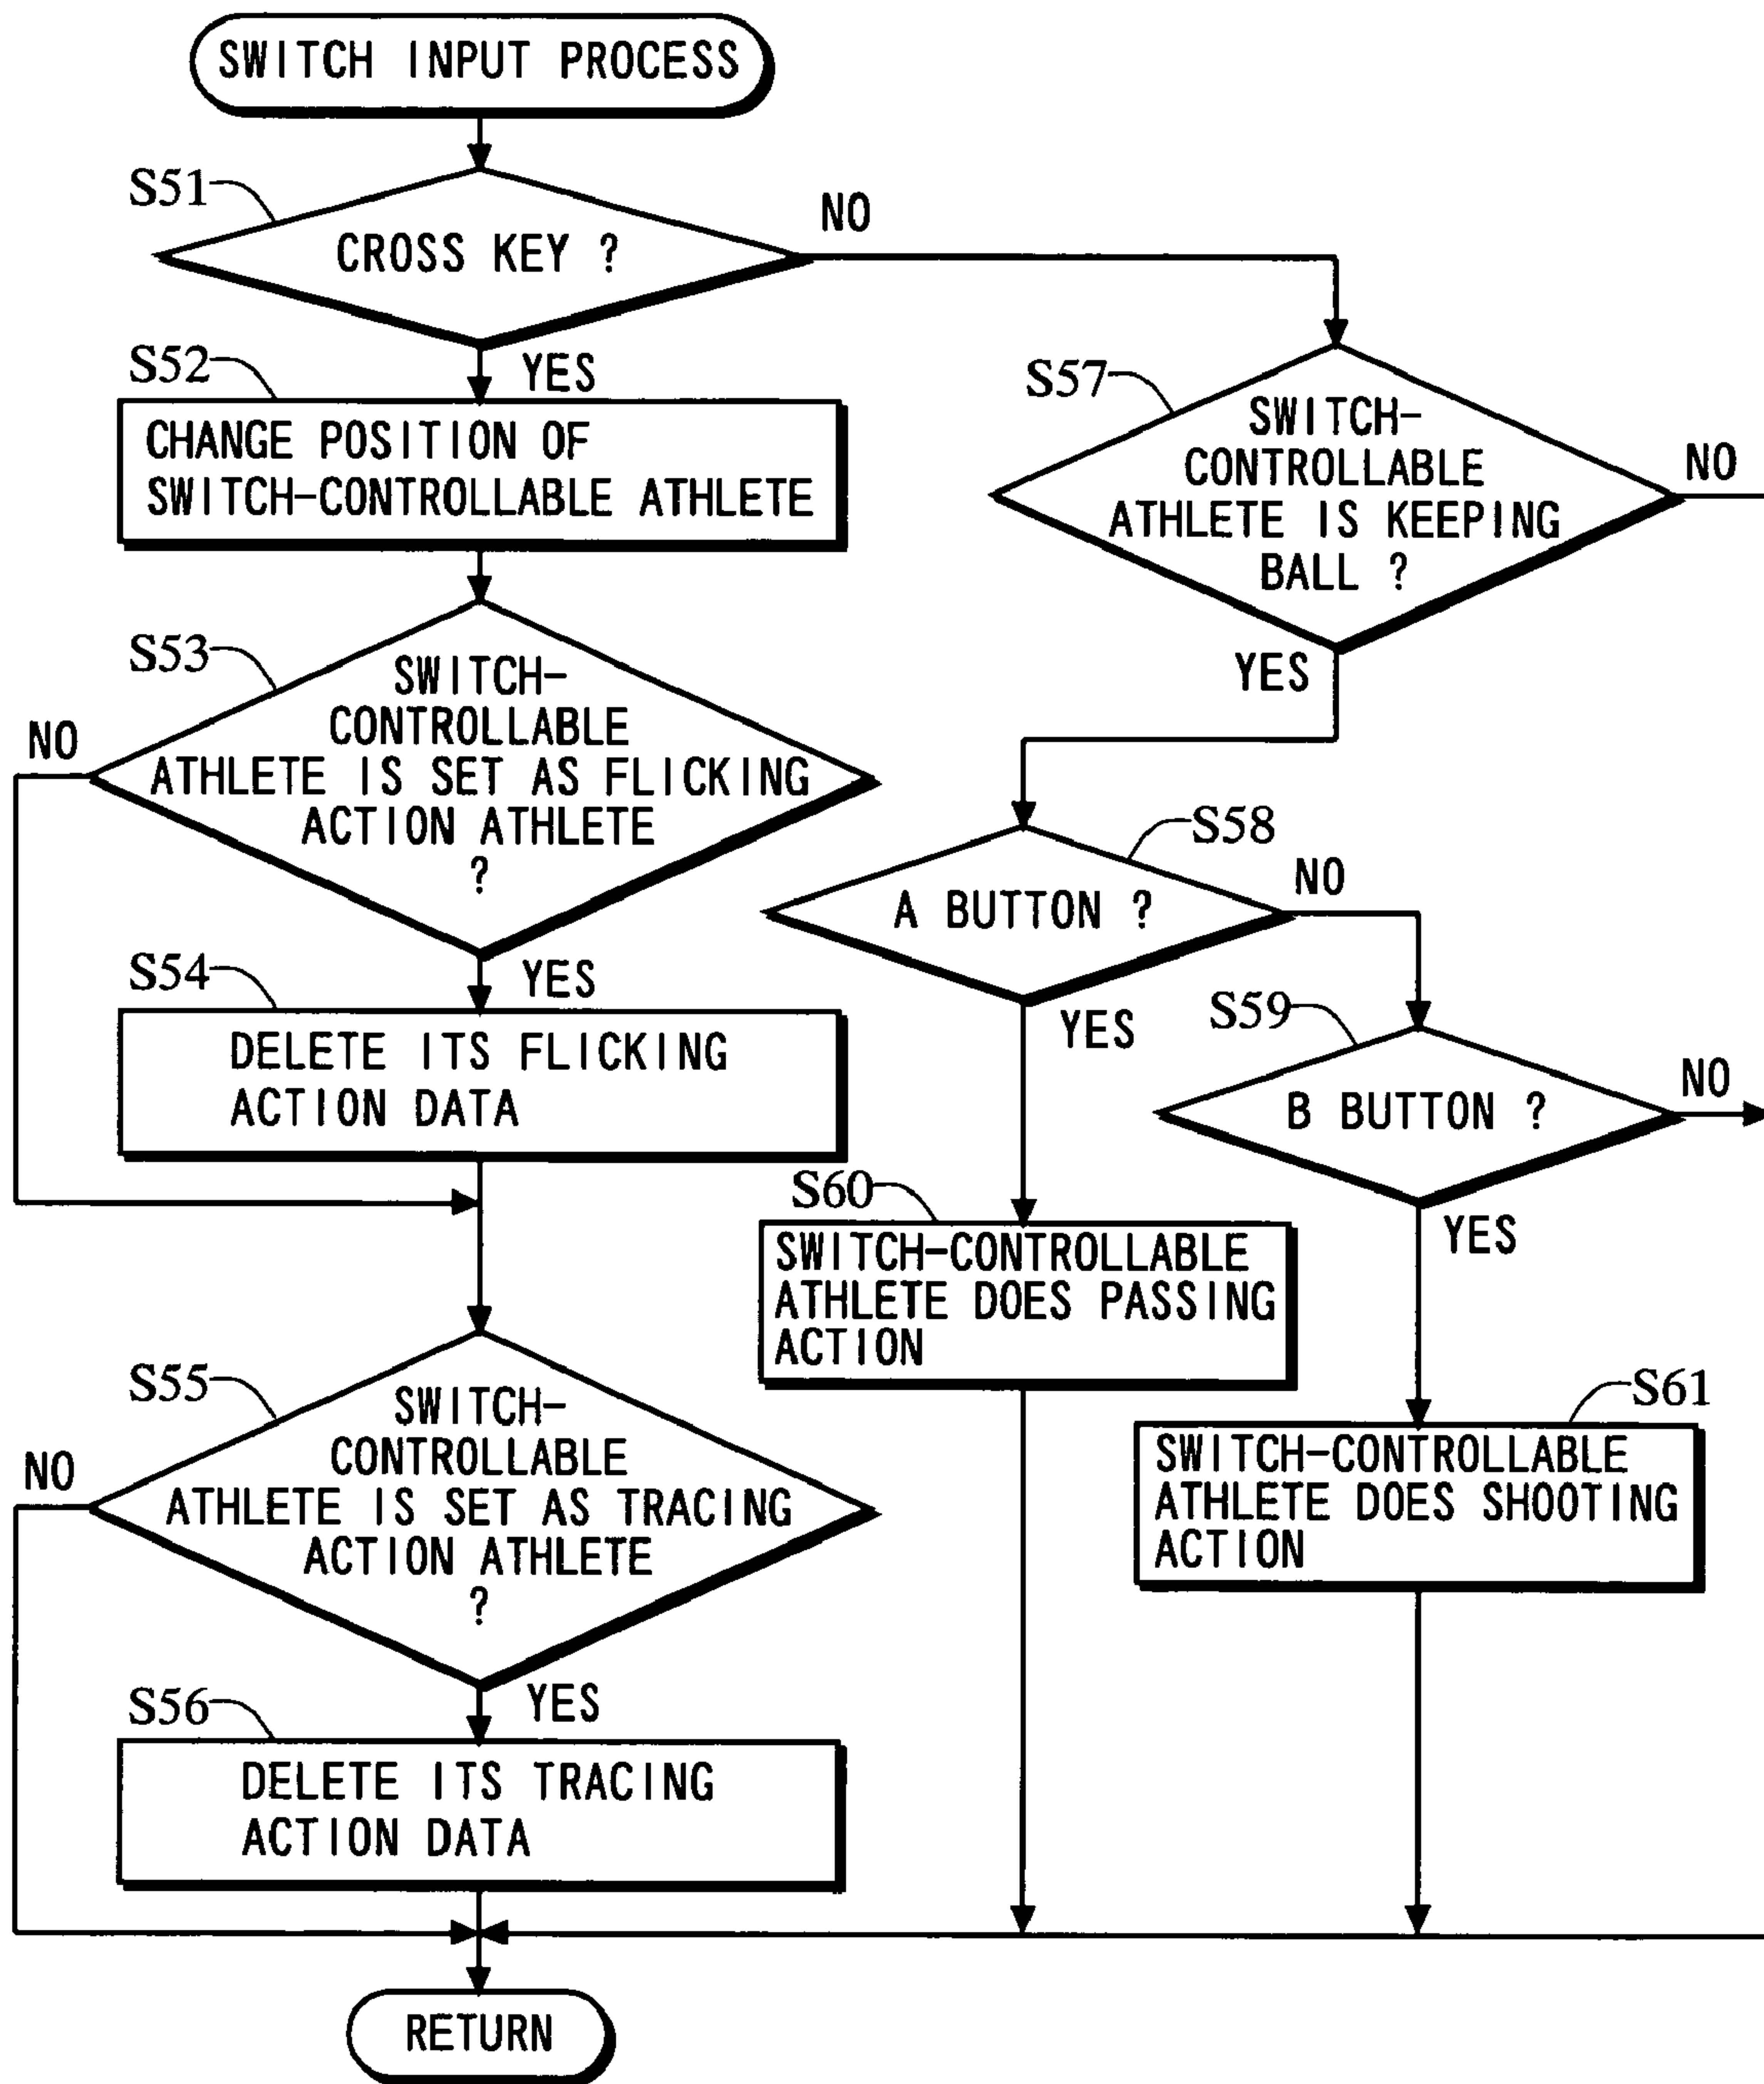 SWITCH INPUT PROCESS
S51
CROSS KEY ?
NO
YES
S52
CHANGE POSITION OF
SWITCH-CONTROLLABLE ATHLETE
S53
SWITCH-
CONTROLLABLE
ATHLETE IS SET AS FLICKING
ACTION ATHLETE
?
NO
YES
S54
DELETE ITS FLICKING
ACTION DATA
S55
SWITCH-
CONTROLLABLE
ATHLETE IS SET AS TRACING
ACTION ATHLETE
?
NO
YES
S56
DELETE ITS TRACING
ACTION DATA
RETURN
S57
SWITCH-
CONTROLLABLE
ATHLETE IS KEEPING
BALL ?
NO
YES
S58
A BUTTON ?
NO
YES
S59
B BUTTON ?
NO
YES
S60
SWITCH-CONTROLLABLE
ATHLETE DOES PASSING
ACTION
S61
SWITCH-CONTROLLABLE
ATHLETE DOES SHOOTING
ACTION